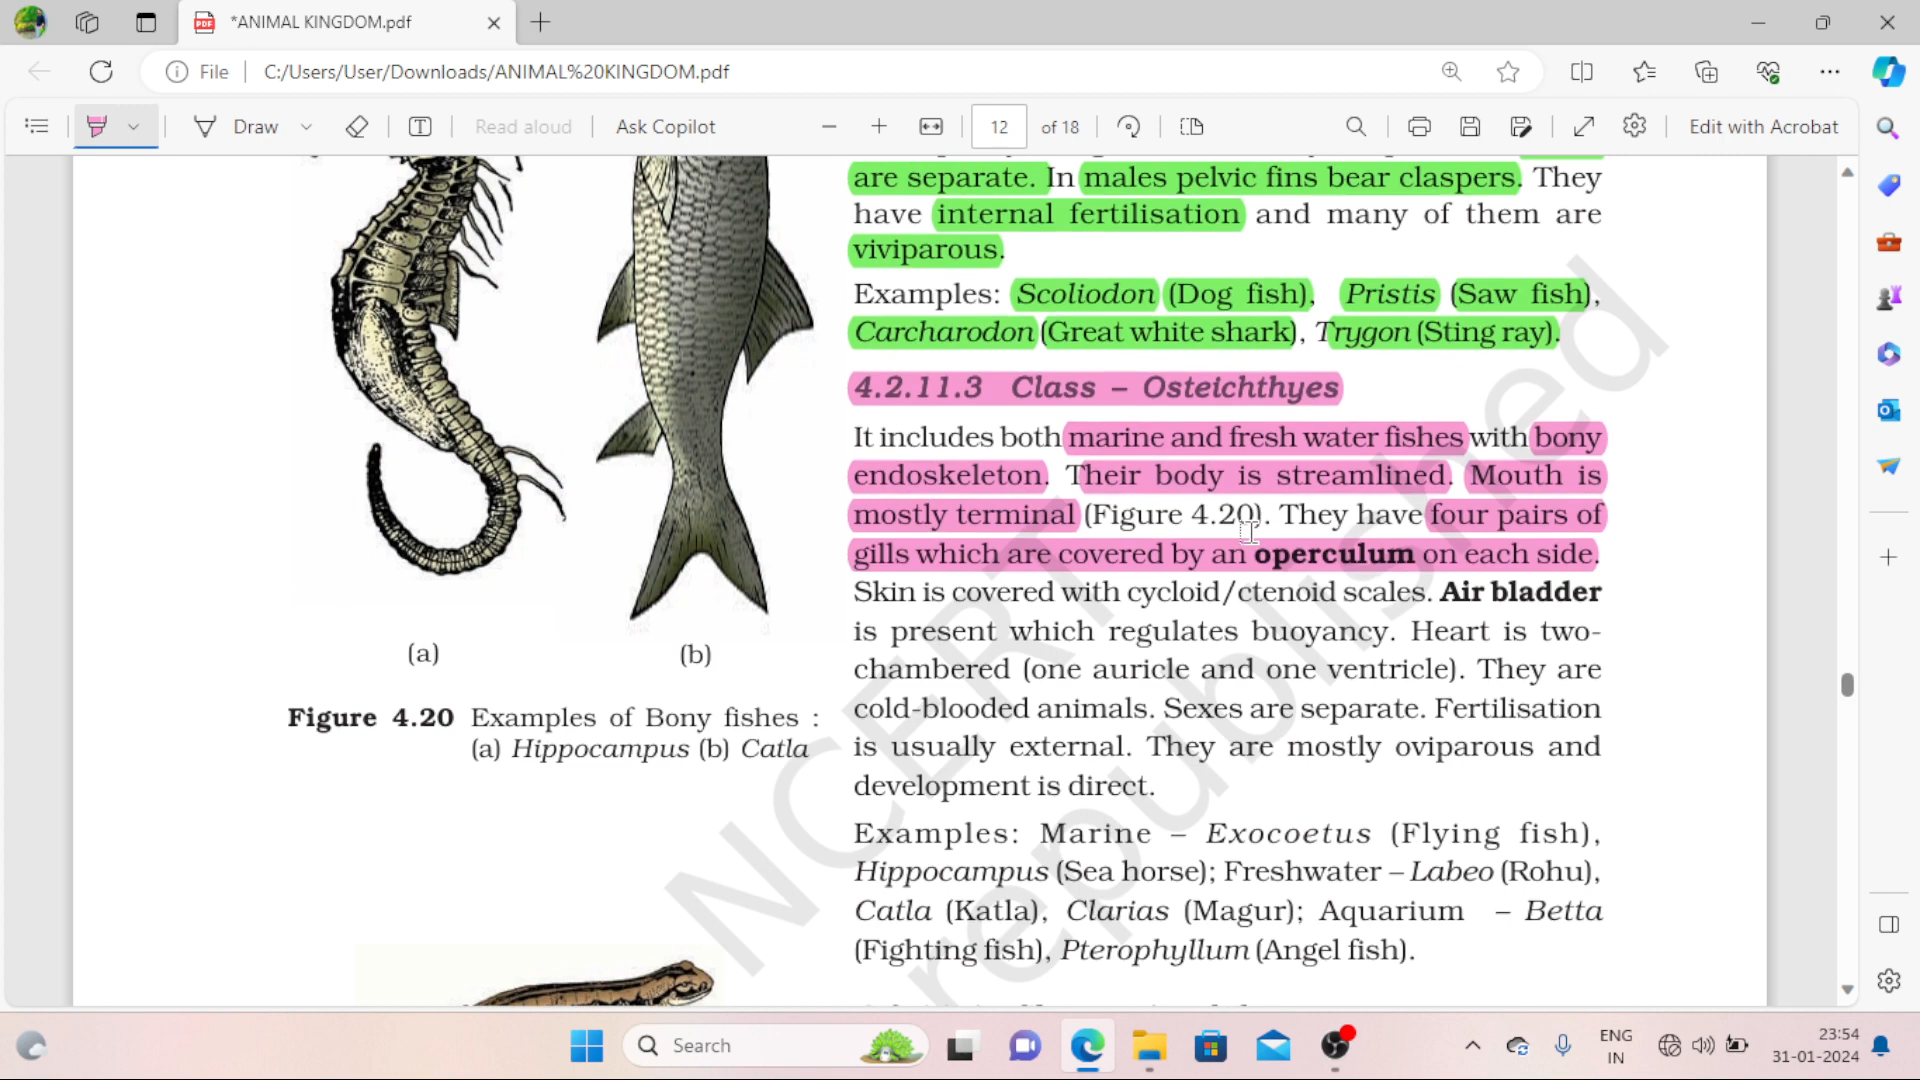 *ANIMAL KINGDOM.pdf
File
C:/Users/User/Downloads/ANIMAL%20KINGDOM.pdf
Draw
Read aloud
Ask Copilot
12
of 18
Edit with Acrobat
are separate. In males pelvic fins bear claspers. They
have internal fertilisation and many of them are
viviparous.
Examples: Scoliodon (Dog fish), Pristis (Saw fish),
Carcharodon (Great white shark), Trygon (Sting ray).
4.2.11.3 Class – Osteichthyes
It includes both marine and fresh water fishes with bony
endoskeleton. Their body is streamlined. Mouth is
mostly terminal (Figure 4.20). They have four pairs of
gills which are covered by an operculum on each side.
Skin is covered with cycloid/ctenoid scales. Air bladder
is present which regulates buoyancy. Heart is two-
chambered (one auricle and one ventricle). They are
cold-blooded animals. Sexes are separate. Fertilisation
is usually external. They are mostly oviparous and
development is direct.
Examples: Marine – Exocoetus (Flying fish),
Hippocampus (Sea horse); Freshwater – Labeo (Rohu),
Catla (Katla), Clarias (Magur); Aquarium – Betta
(Fighting fish), Pterophyllum (Angel fish).
(a)
(b)
Figure 4.20 Examples of Bony fishes :
(a) Hippocampus (b) Catla
NCERT
republished
Search
ENG
IN
23:54
31-01-2024